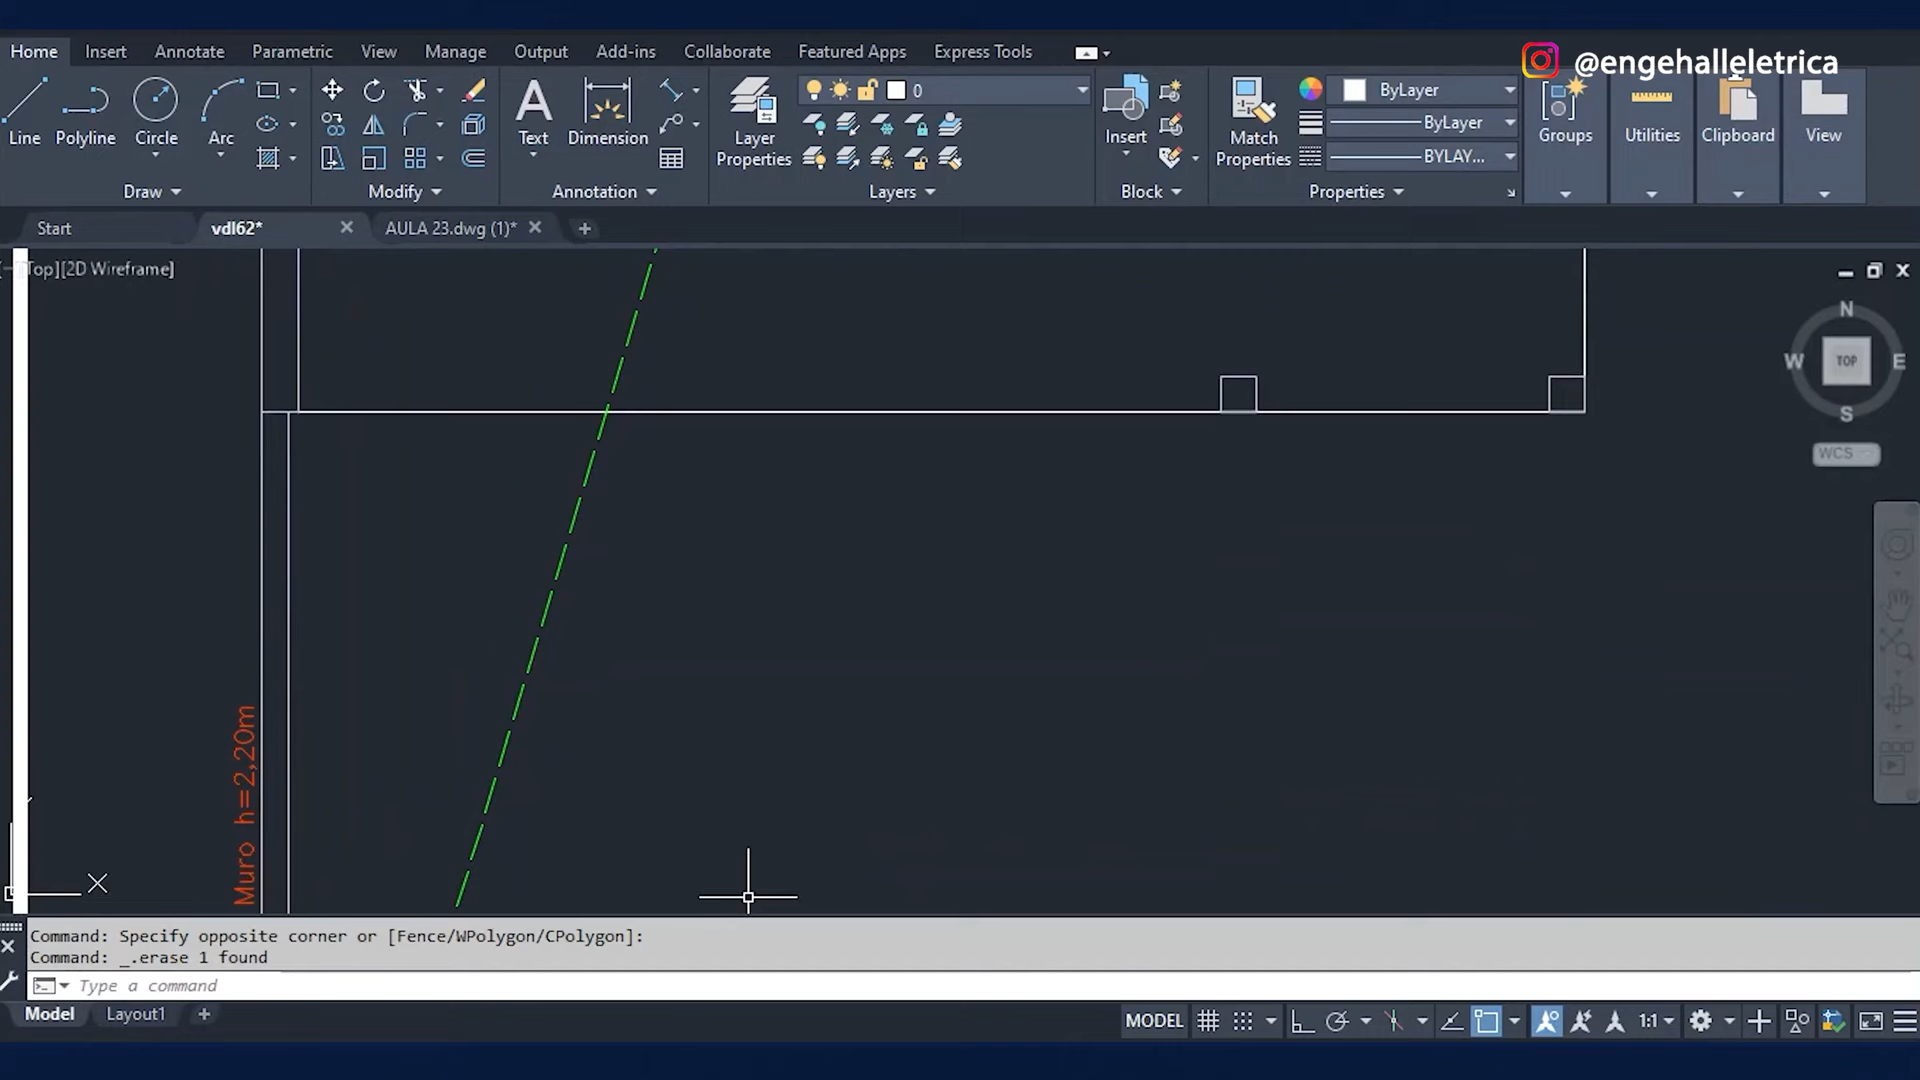 Home Insert Annotate Parametric View Manage Output Add-ins Collaborate Featured Apps Express Tools
@engehalleletrica
0 ByLayer
ByLayer
BYLAY...
Line Polyline Circle Arc Text Dimension Layer Properties Insert Match Properties Groups Utilities Clipboard View
Draw Modify Annotation Layers Block Properties
Start vdl62* AULA 23.dwg (1)*
Top][2D Wireframe]
N
W TOP E
S
WCS
Muro h=2,20m
Command: Specify opposite corner or [Fence/WPolygon/CPolygon]:
Command: _.erase 1 found
Type a command
Model Layout1
MODEL 1:1